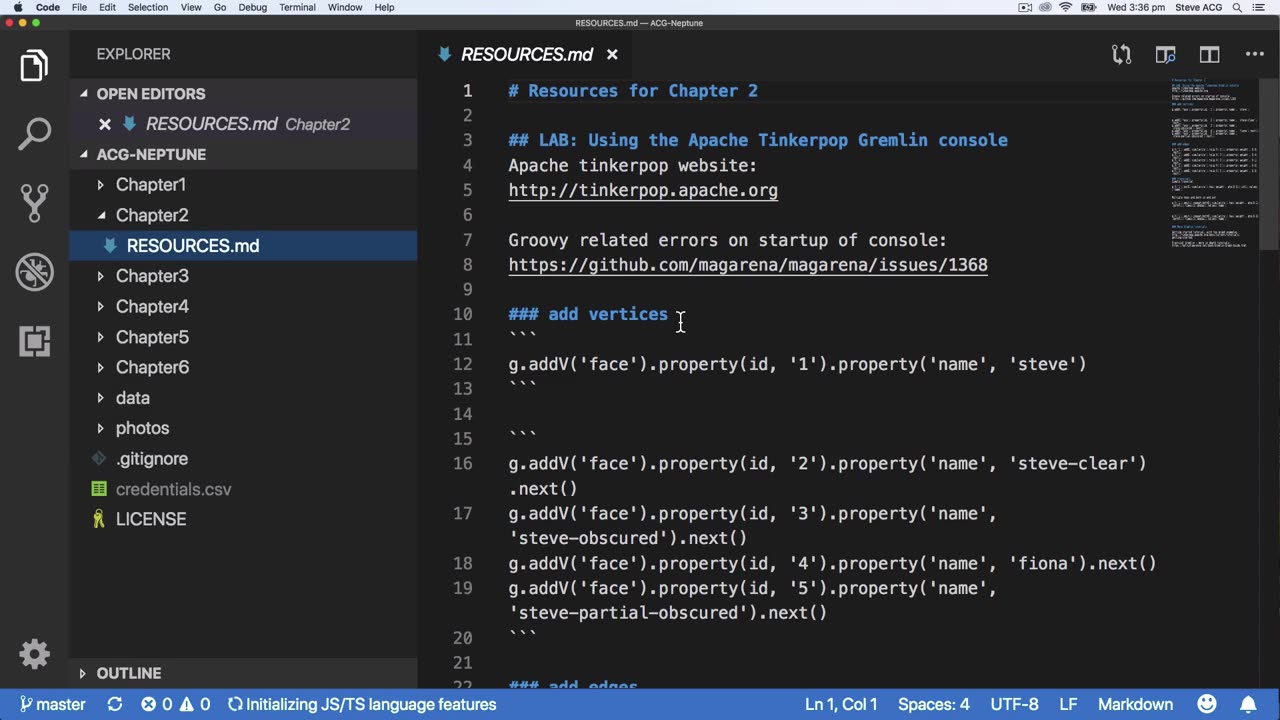 Code File Edit Selection View Go Debug Terminal Window Help Wed 3:36 pm Steve ACG
RESOURCES.md — ACG-Neptune
EXPLORER
OPEN EDITORS
RESOURCES.md Chapter2
ACG-NEPTUNE
Chapter1
Chapter2
RESOURCES.md
Chapter3
Chapter4
Chapter5
Chapter6
data
photos
.gitignore
credentials.csv
LICENSE
OUTLINE
RESOURCES.md
1 # Resources for Chapter 2
2
3 ## LAB: Using the Apache Tinkerpop Gremlin console
4 Apache tinkerpop website:
5 http://tinkerpop.apache.org
6
7 Groovy related errors on startup of console:
8 https://github.com/magarena/magarena/issues/1368
9
10 ### add vertices
11 ```
12 g.addV('face').property(id, '1').property('name', 'steve')
13 ```
14
15 ```
16 g.addV('face').property(id, '2').property('name', 'steve-clear')
.next()
17 g.addV('face').property(id, '3').property('name',
'steve-obscured').next()
18 g.addV('face').property(id, '4').property('name', 'fiona').next()
19 g.addV('face').property(id, '5').property('name',
'steve-partial-obscured').next()
20 ```
21
22 ### add edges
master 0 0 Initializing JS/TS language features Ln 1, Col 1 Spaces: 4 UTF-8 LF Markdown